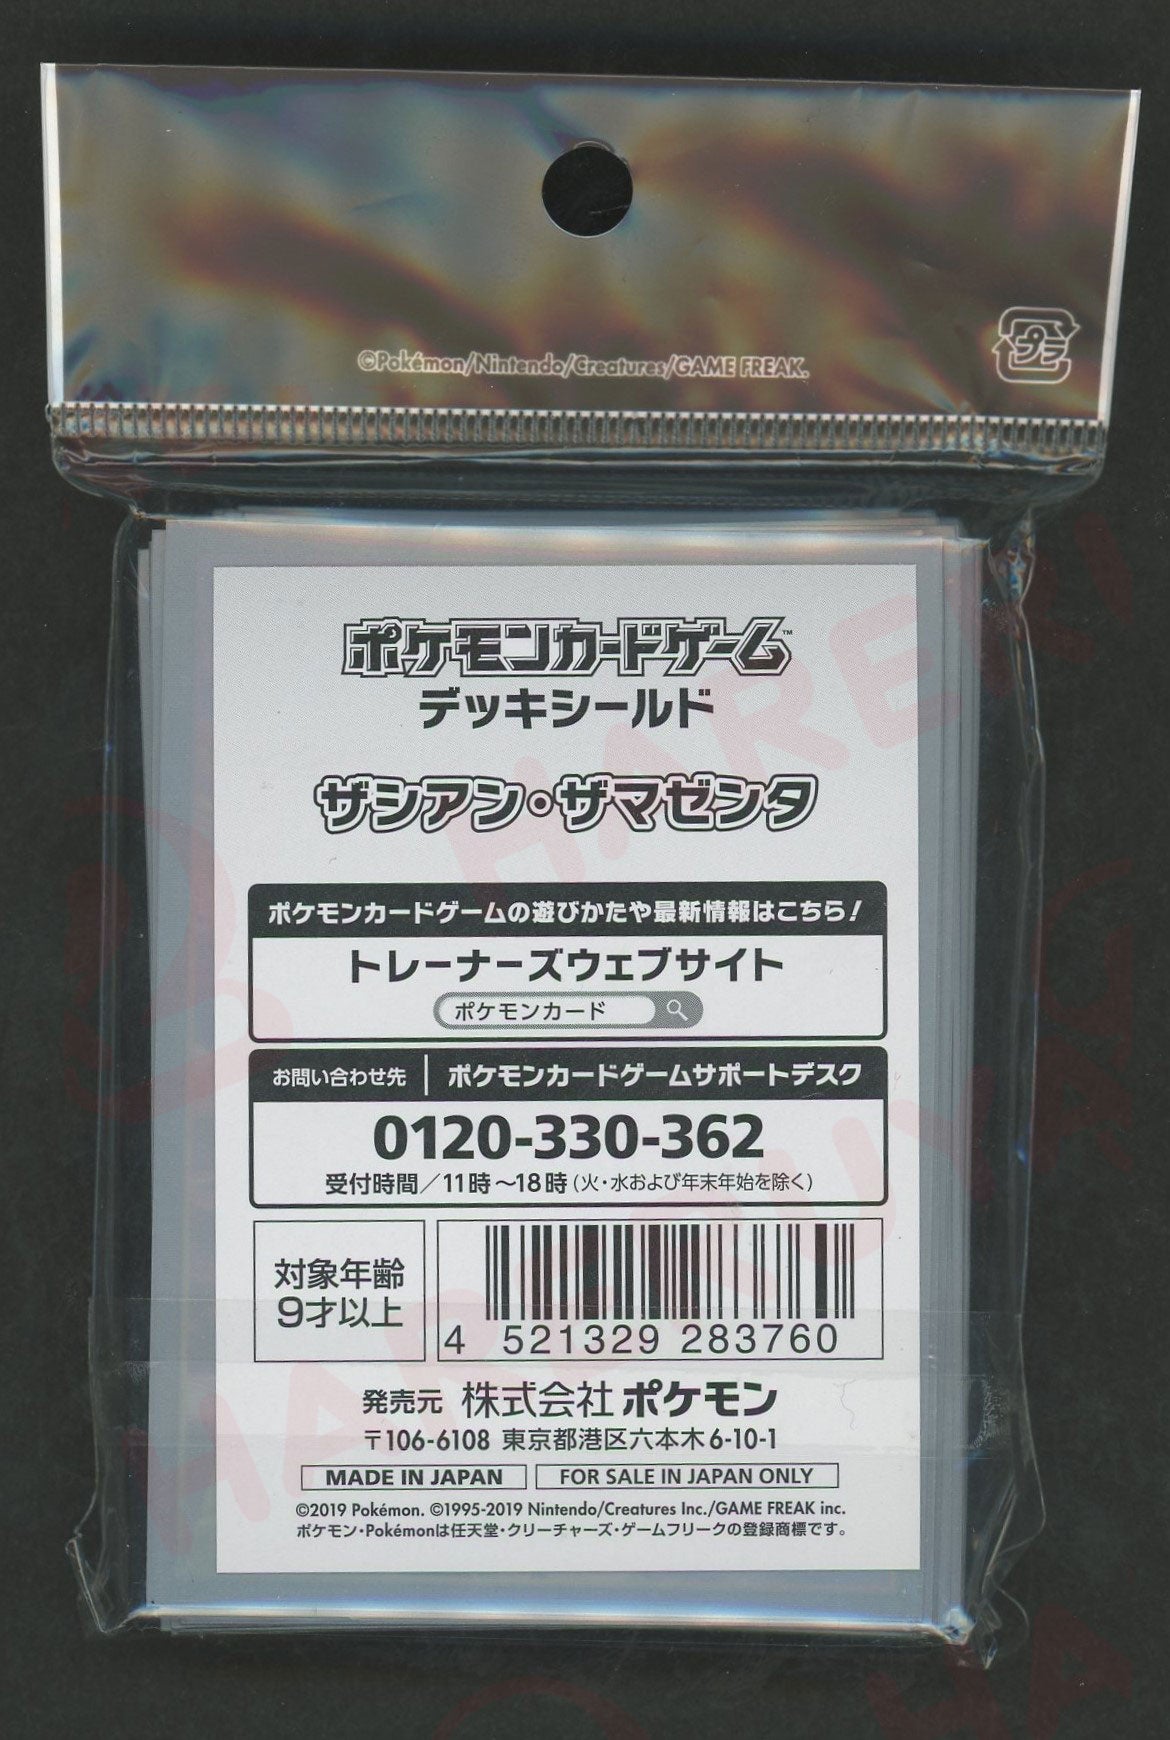 ©Pokémon/Nintendo/Creatures/GAME FREAK.
プラ
ポケモンカードゲーム™
デッキシールド
ザシアン・ザマゼンタ
ポケモンカードゲームの遊びかたや最新情報はこちら!
トレーナーズウェブサイト
ポケモンカード
お問い合わせ先 ポケモンカードゲームサポートデスク
0120-330-362
受付時間/11時〜18時(火・水および年末年始を除く)
対象年齢
9才以上
4 521329 283760
発売元 株式会社ポケモン
〒106-6108 東京都港区六本木6-10-1
MADE IN JAPAN FOR SALE IN JAPAN ONLY
©2019 Pokémon. ©1995-2019 Nintendo/Creatures Inc./GAME FREAK inc.
ポケモン・Pokémonは任天堂・クリーチャーズ・ゲームフリークの登録商標です。